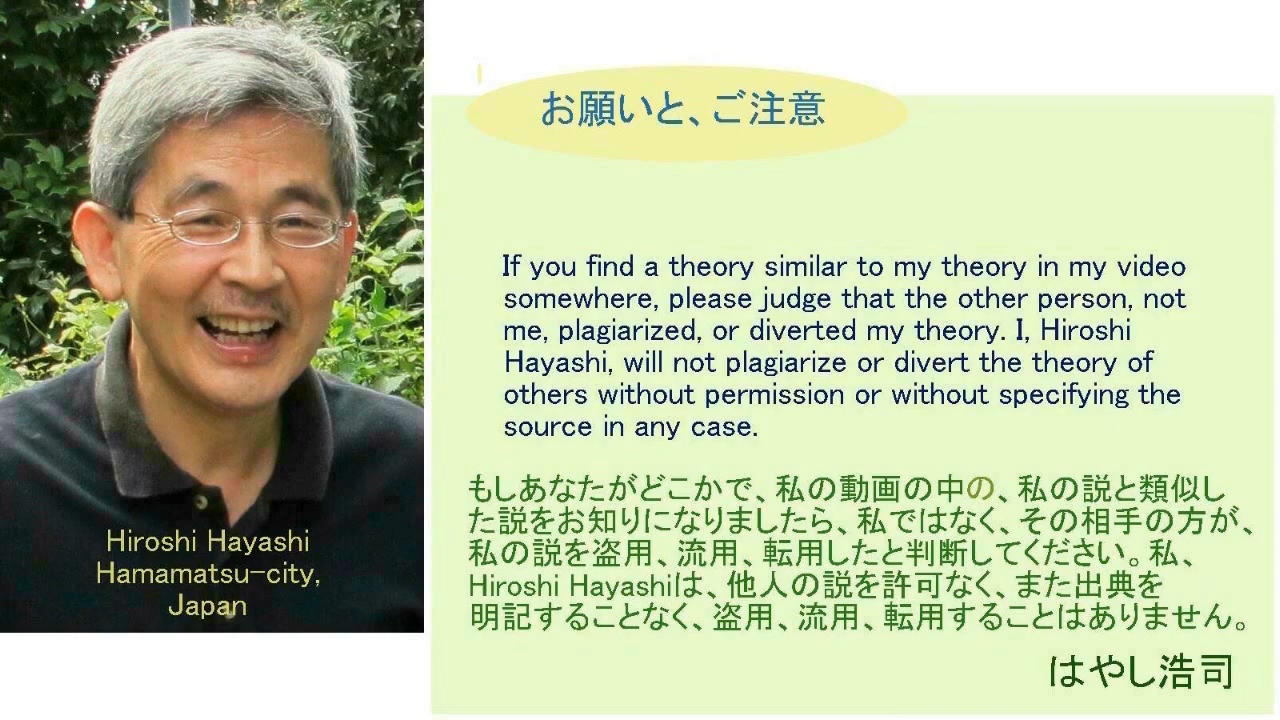 お願いと、ご注意
If you find a theory similar to my theory in my video
somewhere, please judge that the other person, not
me, plagiarized, or diverted my theory. I, Hiroshi
Hayashi, will not plagiarize or divert the theory of
others without permission or without specifying the
source in any case.
もしあなたがどこかで、私の動画の中の、私の説と類似し
た説をお知りになりましたら、私ではなく、その相手の方が、
私の説を盗用、流用、転用したと判断してください。私、
Hiroshi Hayashiは、他人の説を許可なく、また出典を
明記することなく、盗用、流用、転用することはありません。
はやし浩司
Hiroshi Hayashi
Hamamatsu-city,
Japan